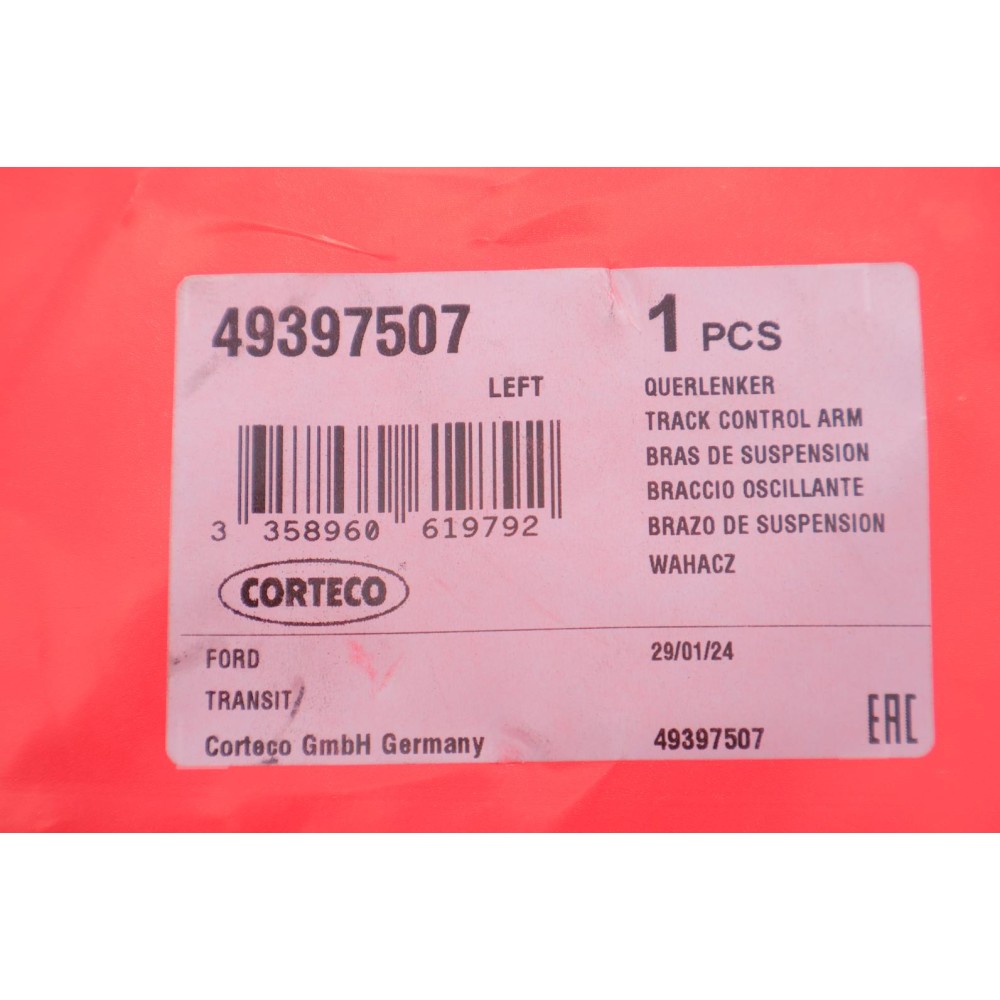 49397507
1 PCS
LEFT
QUERLENKER
TRACK CONTROL ARM
BRAS DE SUSPENSION
BRACCIO OSCILLANTE
BRAZO DE SUSPENSION
WAHACZ
3 358960 619792
CORTECO
FORD
29/01/24
TRANSIT/
Corteco GmbH Germany
49397507
EAC